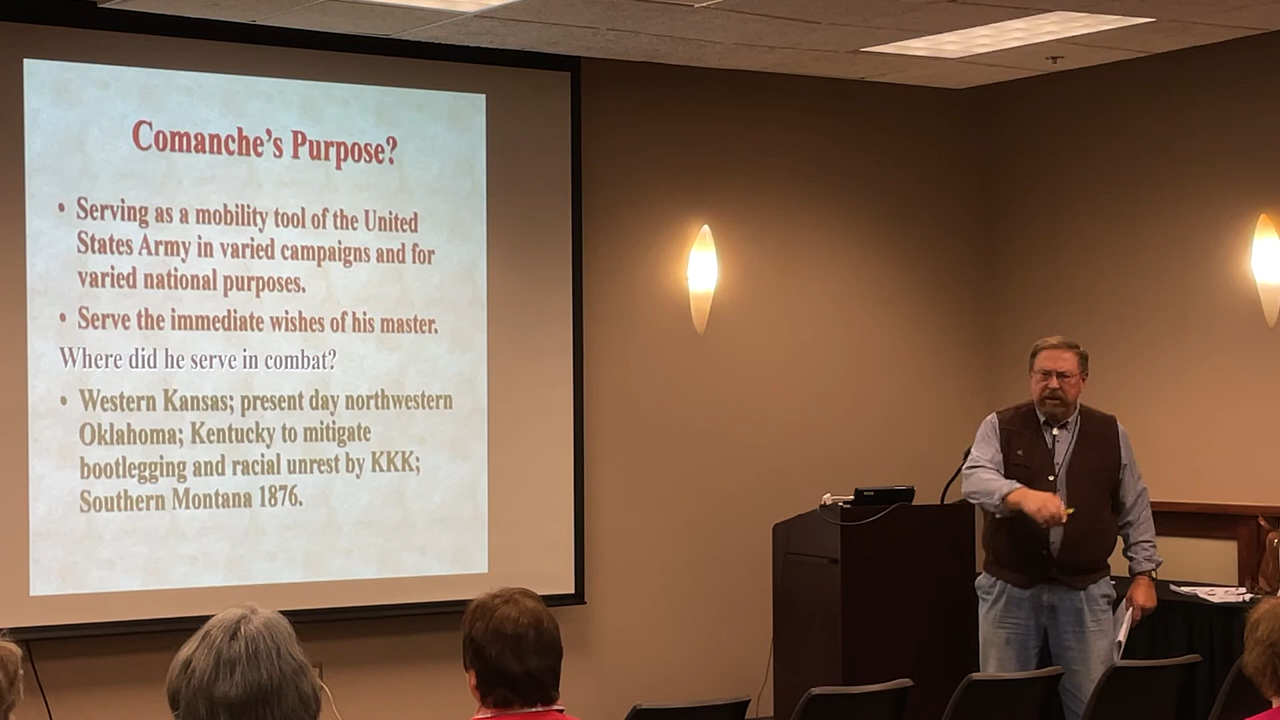 Comanche's Purpose?
• Serving as a mobility tool of the United
States Army in varied campaigns and for
varied national purposes.
• Serve the immediate wishes of his master.
Where did he serve in combat?
• Western Kansas; present day northwestern
Oklahoma; Kentucky to mitigate
bootlegging and racial unrest by KKK;
Southern Montana 1876.